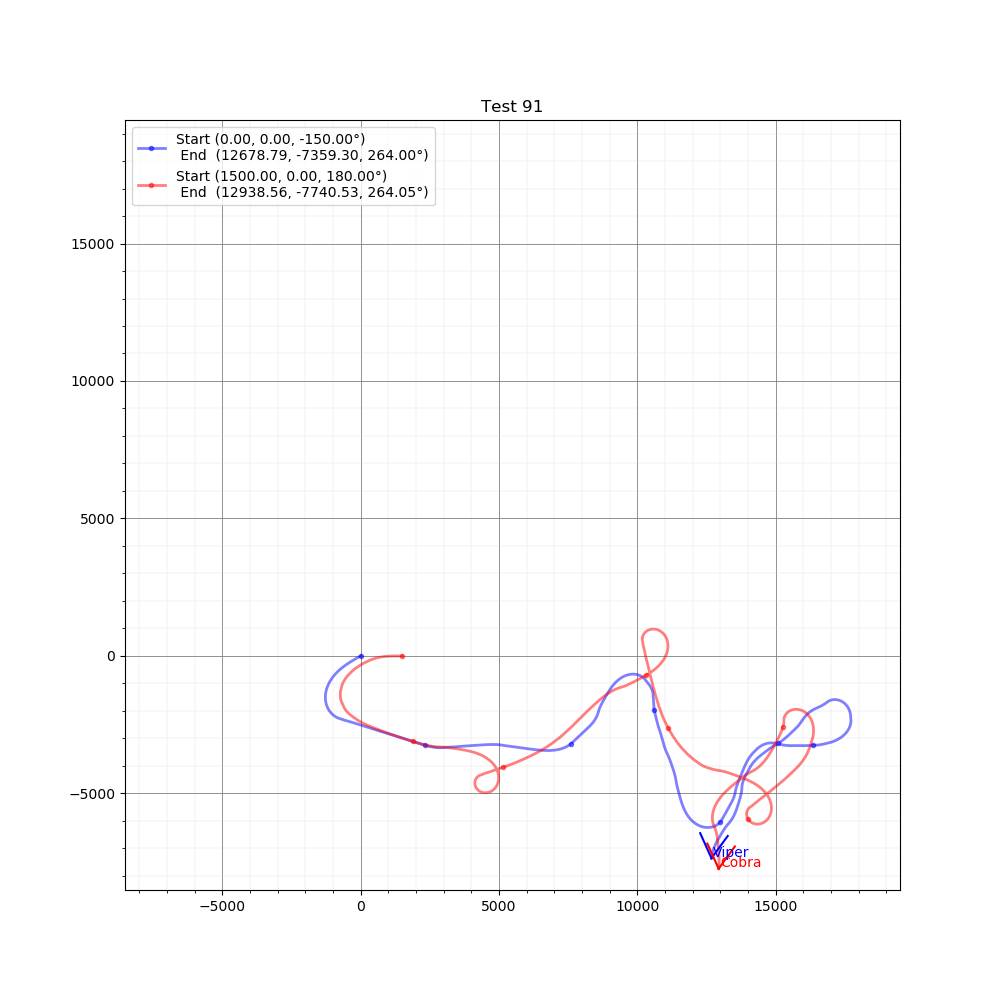 Test 91
Start (0.00, 0.00, -150.00°)
End (12678.79, -7359.30, 264.00°)
Start (1500.00, 0.00, 180.00°)
End (12938.56, -7740.53, 264.05°)
15000
10000
5000
0
−5000
Viper
Cobra
−5000
0
5000
10000
15000